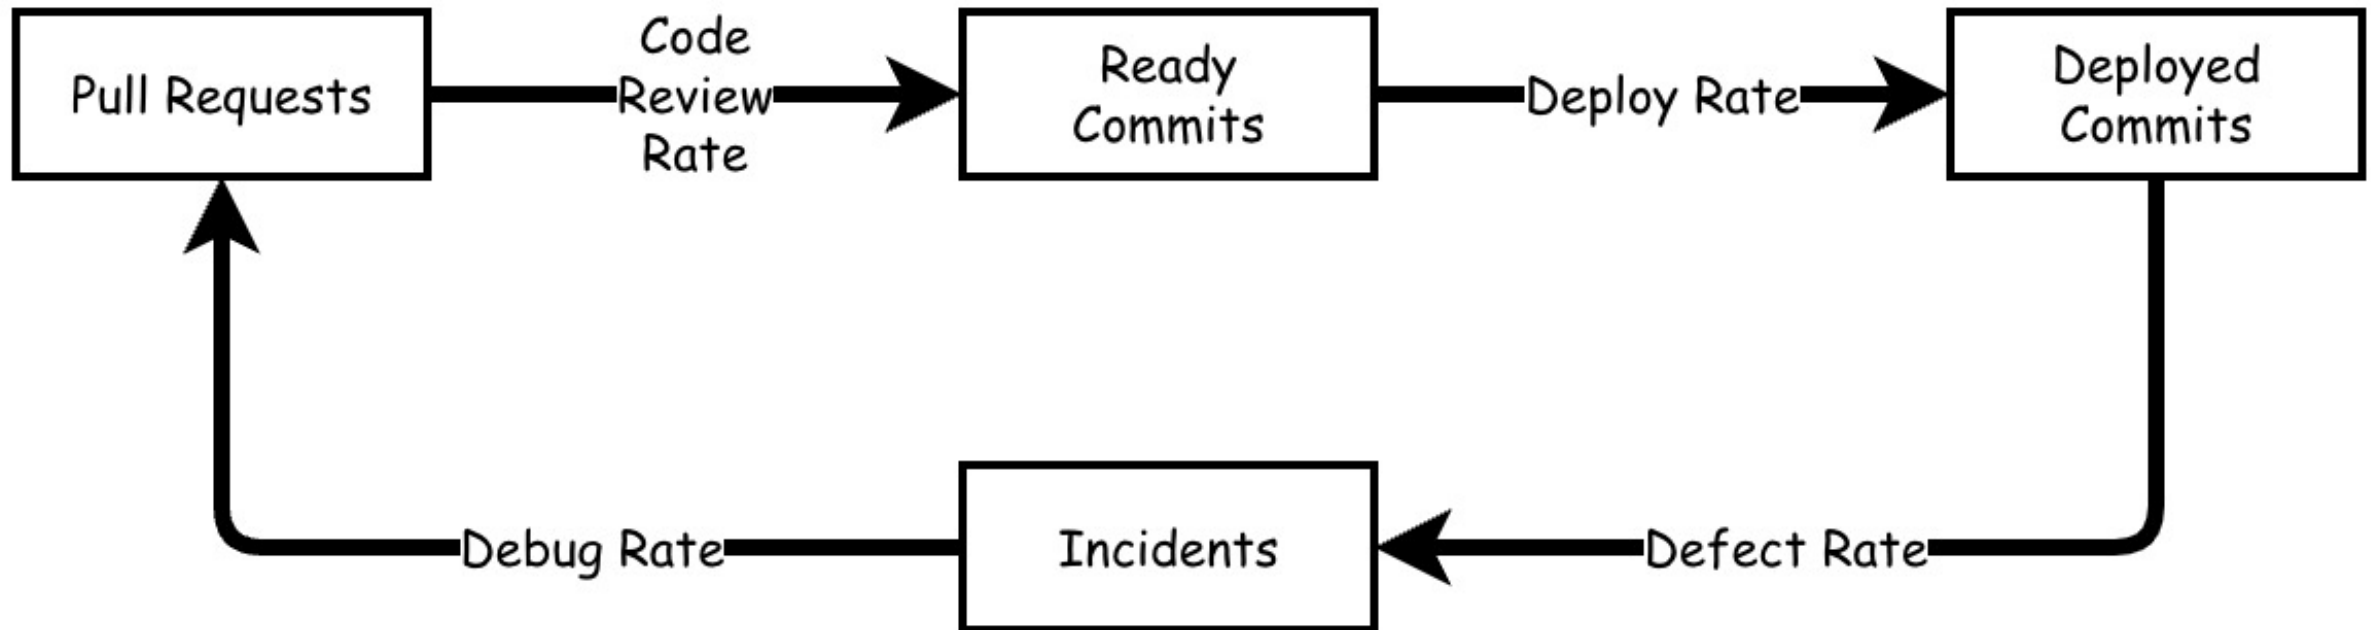 Pull Requests
Code
Review
Rate
Ready
Commits
Deploy Rate
Deployed
Commits
Debug Rate
Incidents
Defect Rate